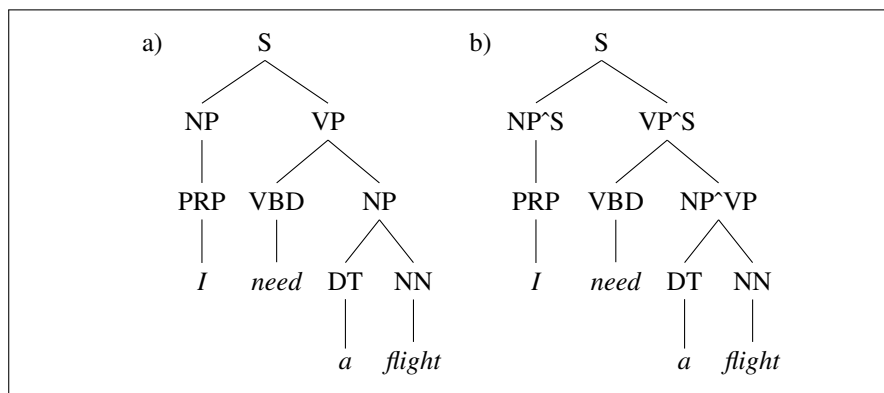 a) S b) S
NP VP NP^S VP^S
PRP VBD NP PRP VBD NP^VP
I need DT NN I need DT NN
a flight a flight